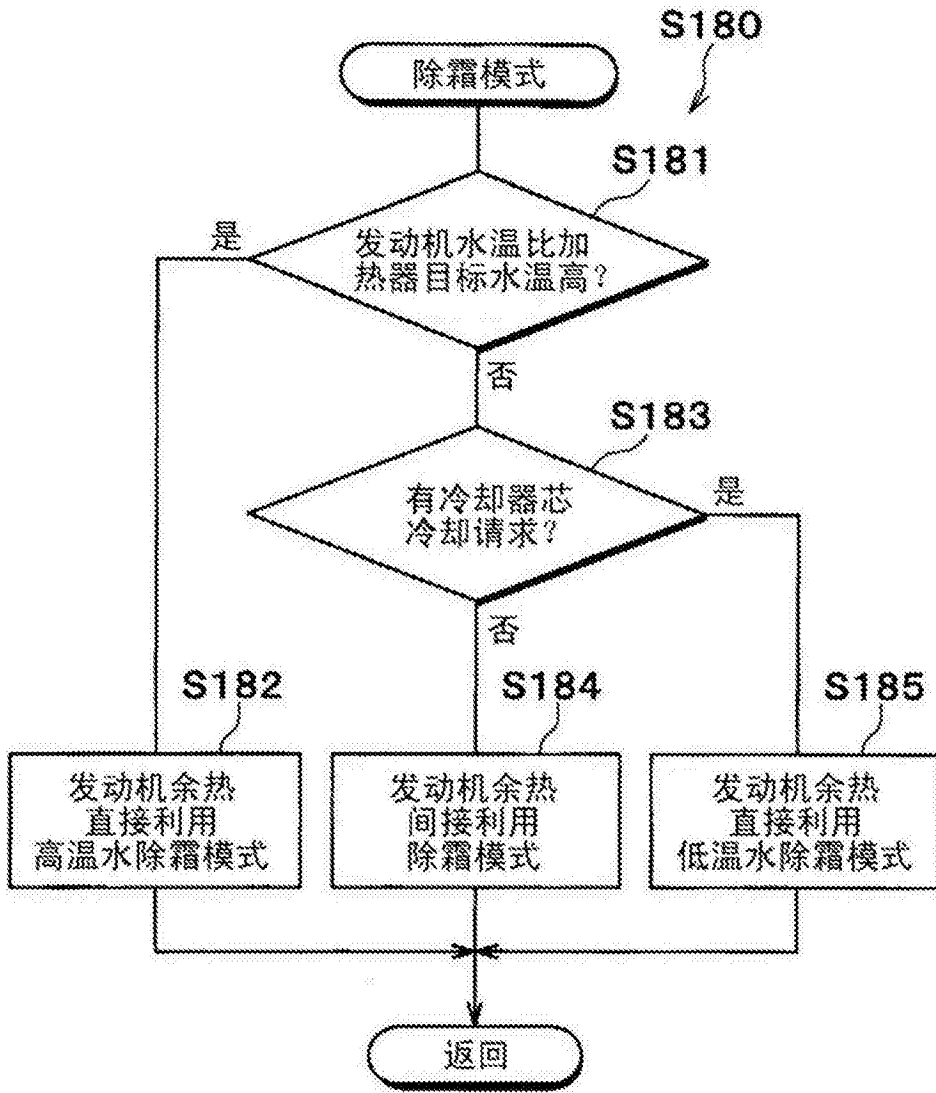 S180
除霜模式
S181
是
发动机水温比加
热器目标水温高?
否
S183
有冷却器芯
冷却请求?
是
否
S182
S184
S185
发动机余热
直接利用
高温水除霜模式
发动机余热
间接利用
除霜模式
发动机余热
直接利用
低温水除霜模式
返回